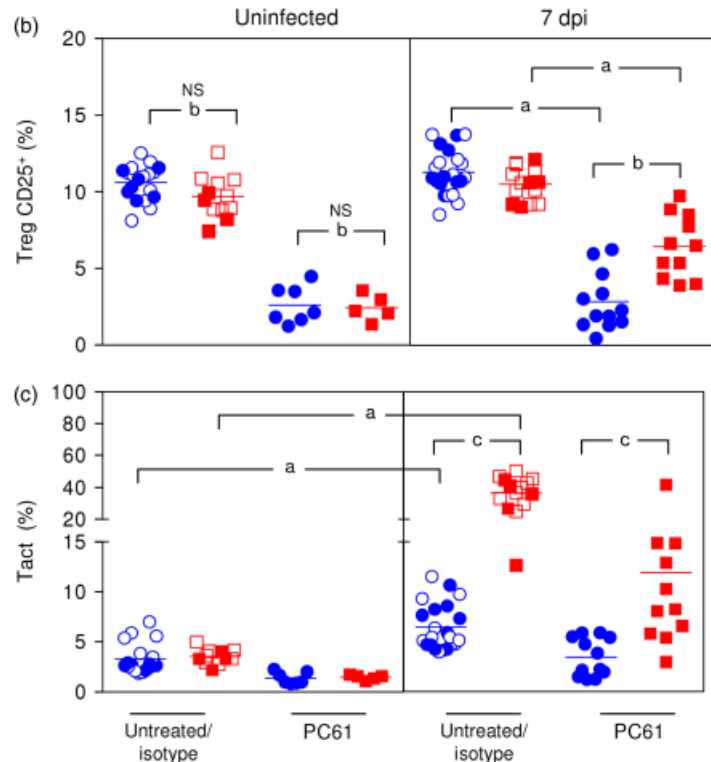 (b)
Uninfected
7 dpi
Treg CD25⁺ (%)
20
15
10
5
0
NS
b
NS
b
a
a
b
(c)
Tact (%)
100
80
60
40
20
15
10
5
0
a
a
c
c
Untreated/
isotype
PC61
Untreated/
isotype
PC61